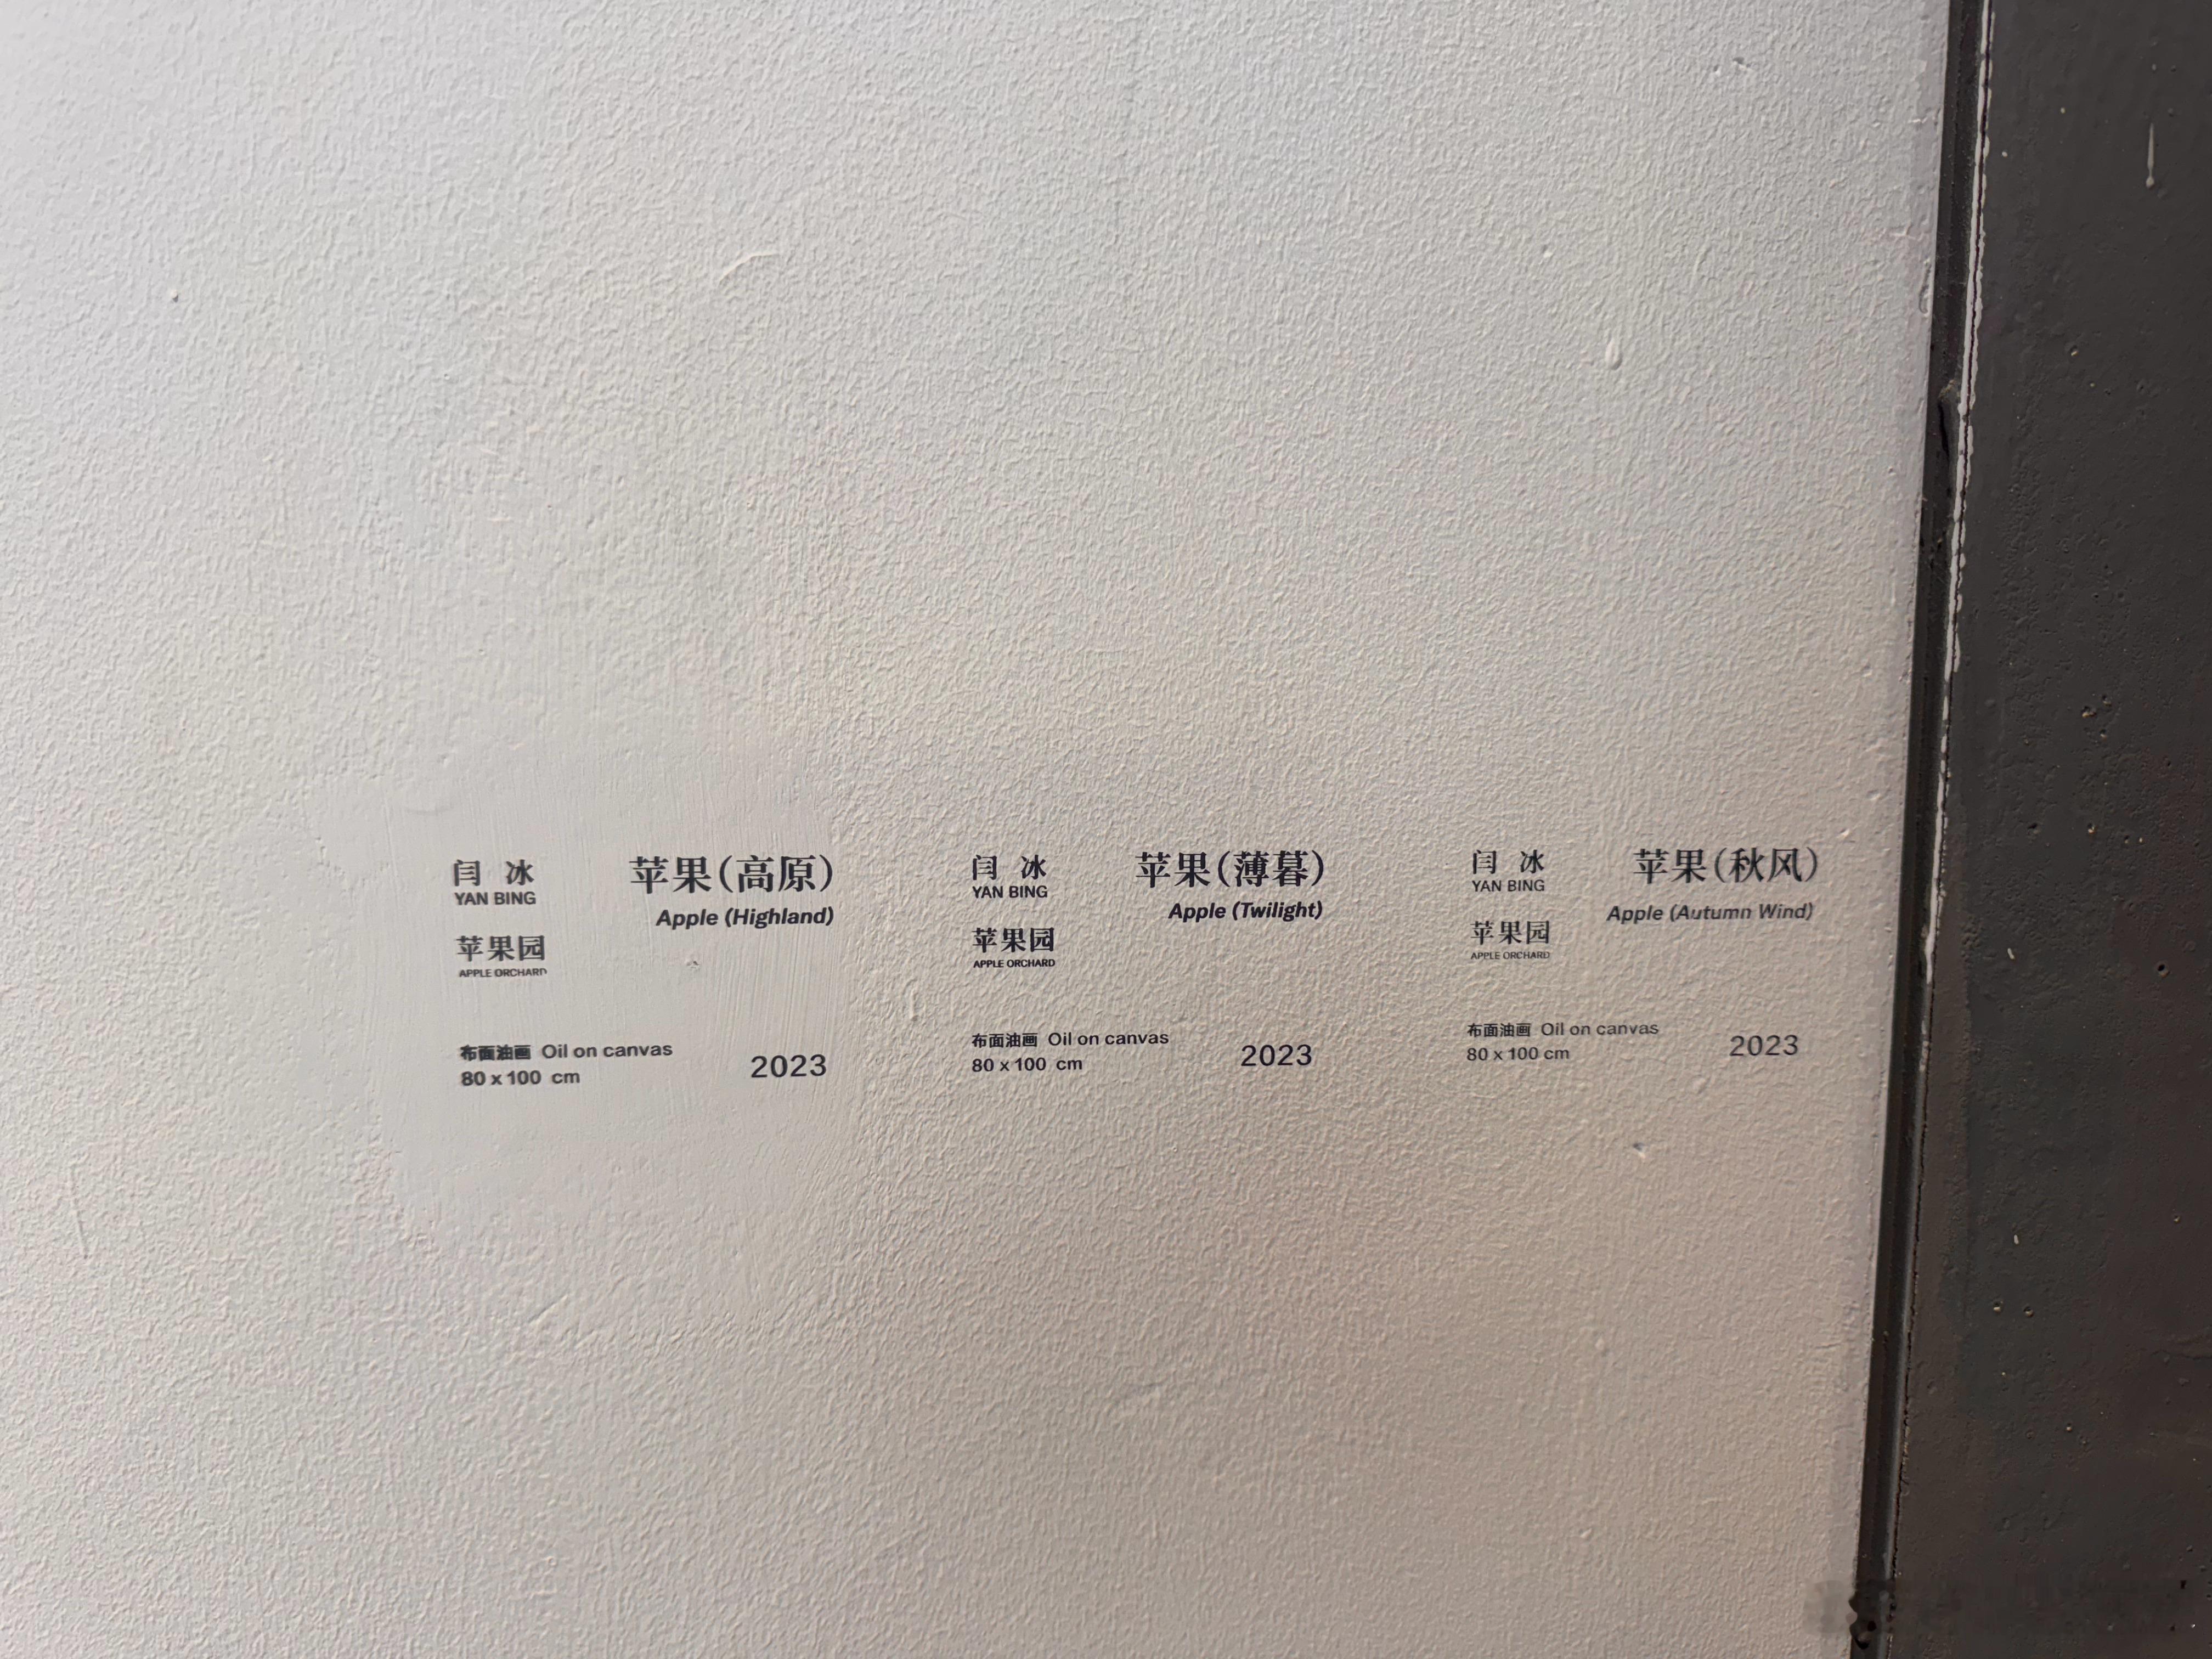 闫 冰
YAN BING
苹果园
APPLE ORCHARD
苹果(高原)
Apple (Highland)
布面油画 Oil on canvas
80 x 100 cm
2023
闫 冰
YAN BING
苹果园
APPLE ORCHARD
苹果(薄暮)
Apple (Twilight)
布面油画 Oil on canvas
80 x 100 cm
2023
闫 冰
YAN BING
苹果园
APPLE ORCHARD
苹果(秋风)
Apple (Autumn Wind)
布面油画 Oil on canvas
80 x 100 cm
2023